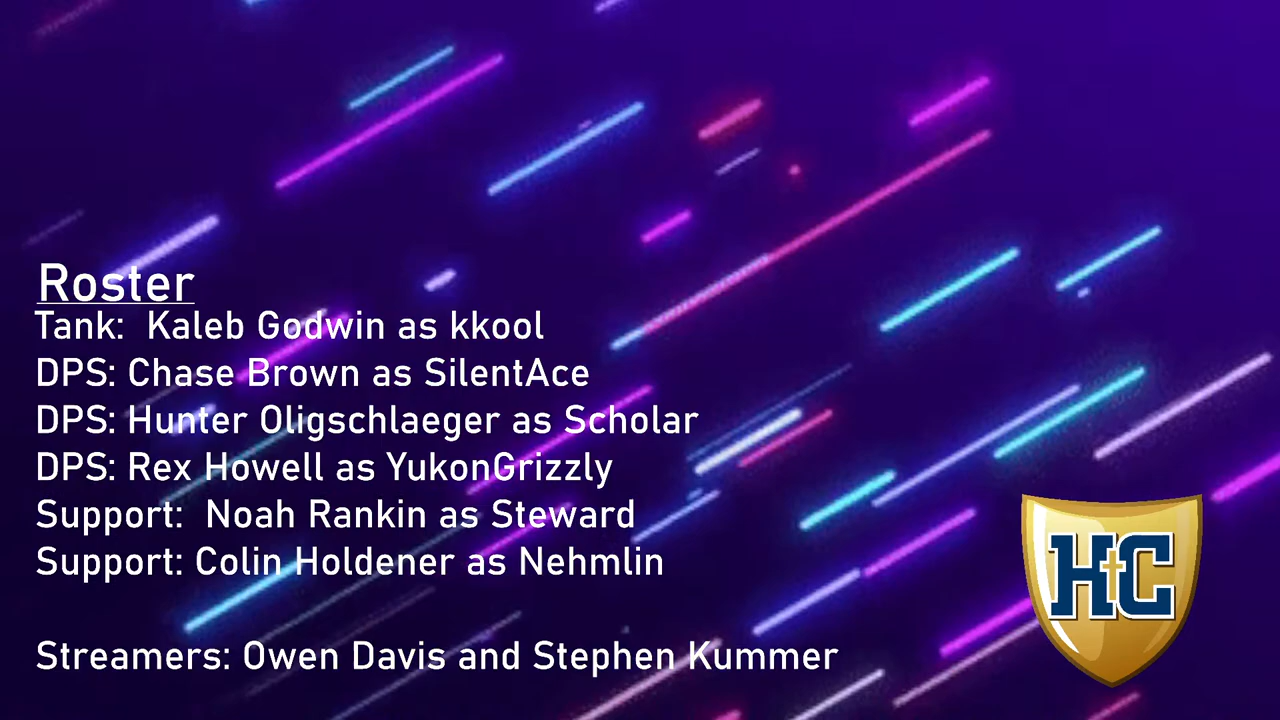 Roster
Tank:  Kaleb Godwin as kkool
DPS: Chase Brown as SilentAce
DPS: Hunter Oligschlaeger as Scholar
DPS: Rex Howell as YukonGrizzly
Support:  Noah Rankin as Steward
Support: Colin Holdener as Nehmlin
Streamers: Owen Davis and Stephen Kummer
HC